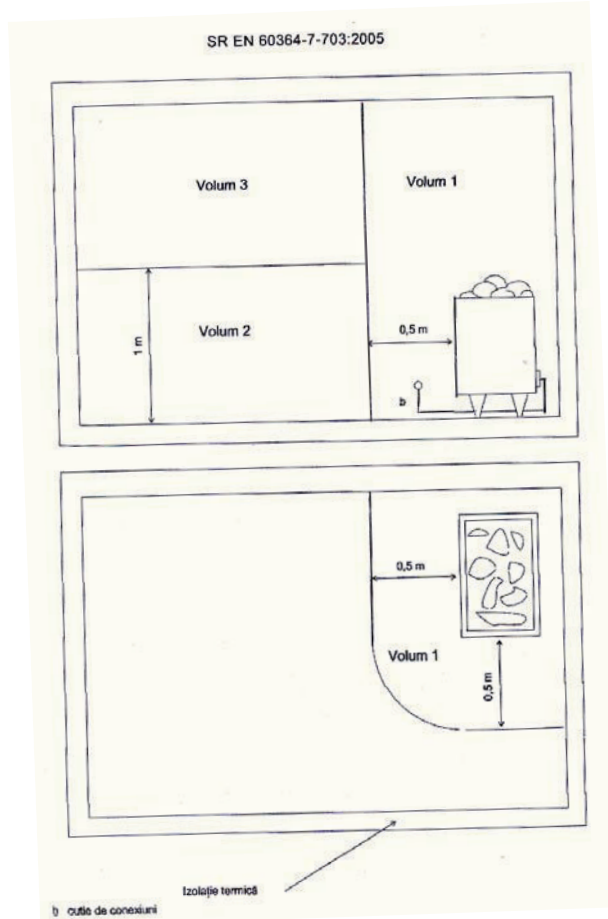 SR EN 60364-7-703:2005
Volum 3
Volum 1
Volum 2
0,5 m
1 m
b
0,5 m
Volum 1
0,5 m
Izolaţie termică
b cutie de conexiuni